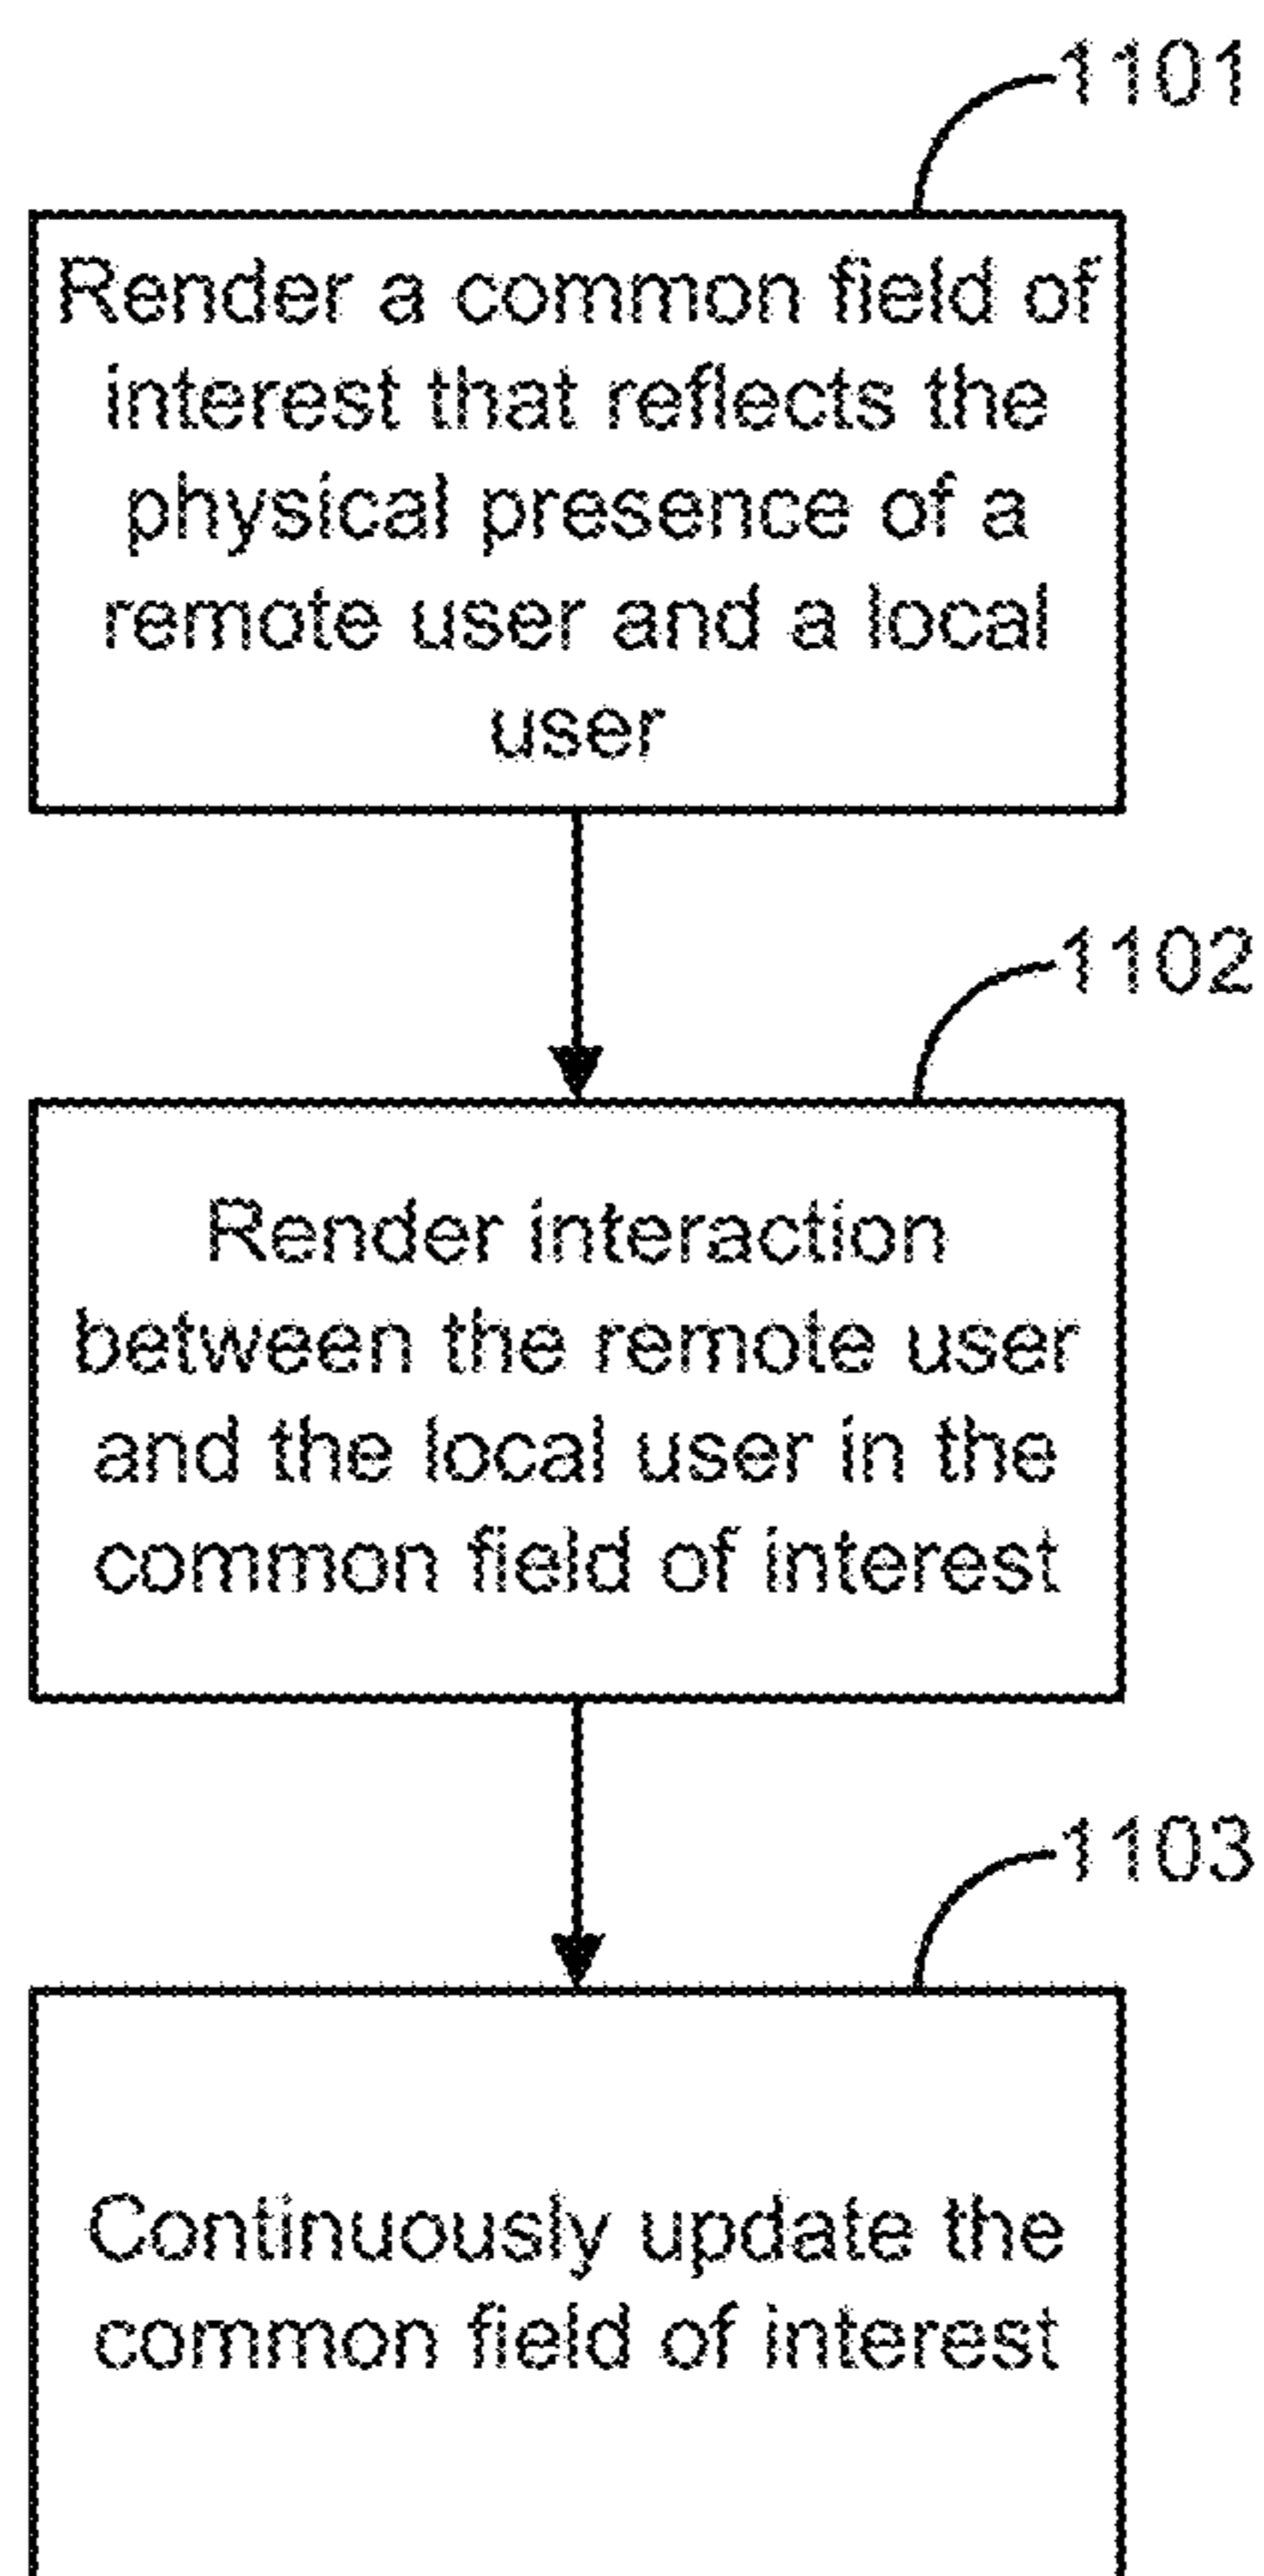 1101
Render a common field of
interest that reflects the
physical presence of a
remote user and a local
user
1102
Render interaction
between the remote user
and the local user in the
common field of interest
1103
Continuously update the
common field of interest